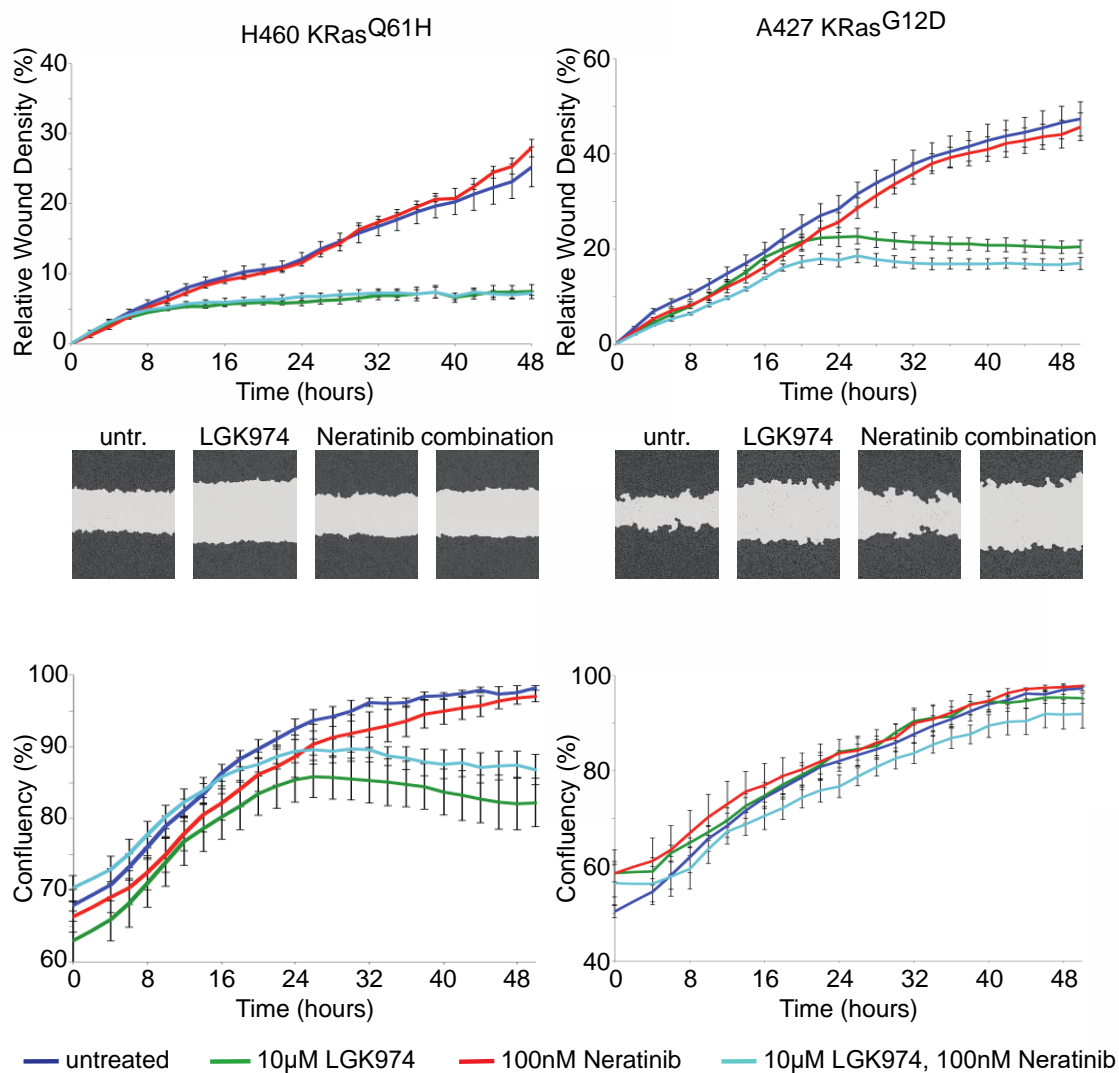 H460 KRasQ61H
A427 KRasG12D
Relative Wound Density (%)
40
30
20
10
0
0 8 16 24 32 40 48
Time (hours)
Relative Wound Density (%)
60
40
20
0
0 8 16 24 32 40 48
Time (hours)
untr. LGK974 Neratinib combination
untr. LGK974 Neratinib combination
Confluency (%)
100
90
80
70
60
0 8 16 24 32 40 48
Time (hours)
Confluency (%)
100
80
60
40
0 8 16 24 32 40 48
Time (hours)
untreated 10µM LGK974 100nM Neratinib 10µM LGK974, 100nM Neratinib